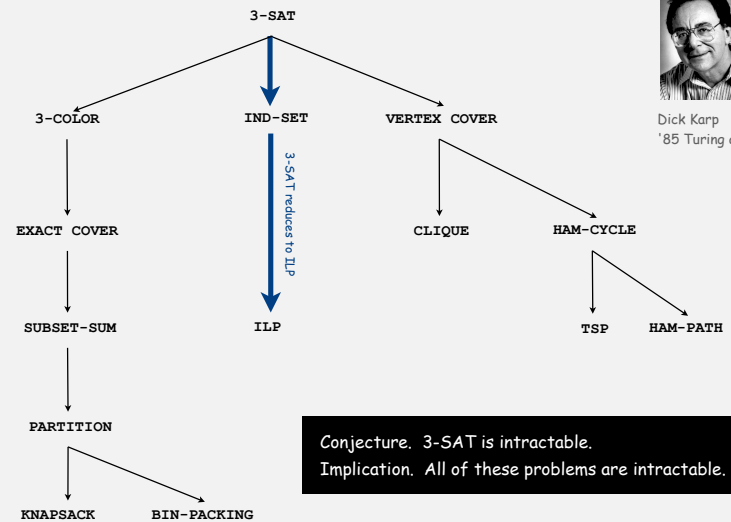 3-SAT
3-COLOR
IND-SET
VERTEX COVER
Dick Karp
'85 Turing
3-SAT reduces to ILP
EXACT COVER
CLIQUE
HAM-CYCLE
SUBSET-SUM
ILP
TSP
HAM-PATH
PARTITION
Conjecture. 3-SAT is intractable.
Implication. All of these problems are intractable.
KNAPSACK
BIN-PACKING